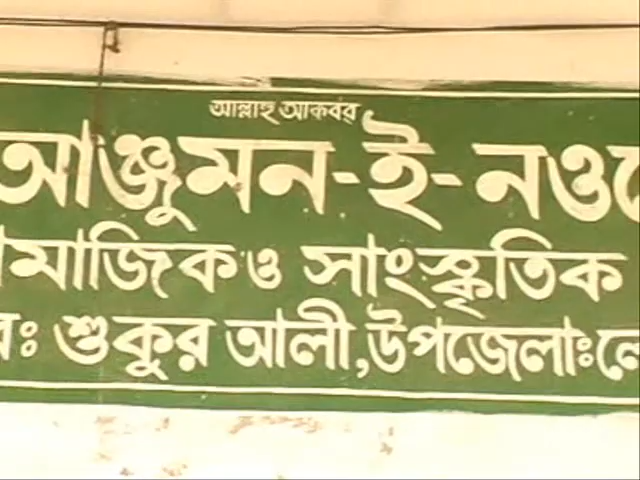 আল্লাহু আকবর
আঞ্জুমন-ই-নওে
সামাজিক ও সাংস্কৃতিক
রঃ শুকুর আলী,উপজেলাঃলে